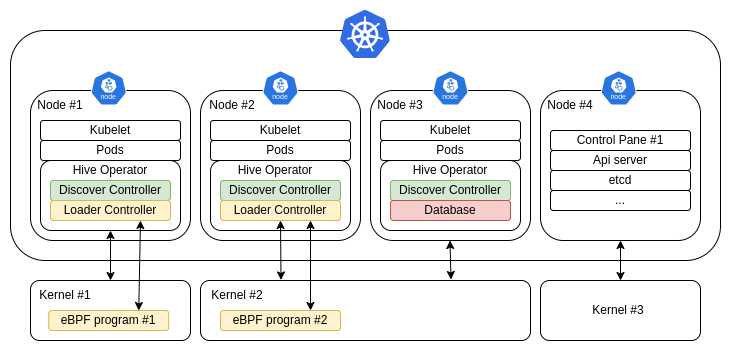 node
node
node
node
Node #1
Kubelet
Pods
Hive Operator
Discover Controller
Loader Controller
Node #2
Kubelet
Pods
Hive Operator
Discover Controller
Loader Controller
Node #3
Kubelet
Pods
Hive Operator
Discover Controller
Database
Node #4
Control Pane #1
Api server
etcd
...
Kernel #1
eBPF program #1
Kernel #2
eBPF program #2
Kernel #3